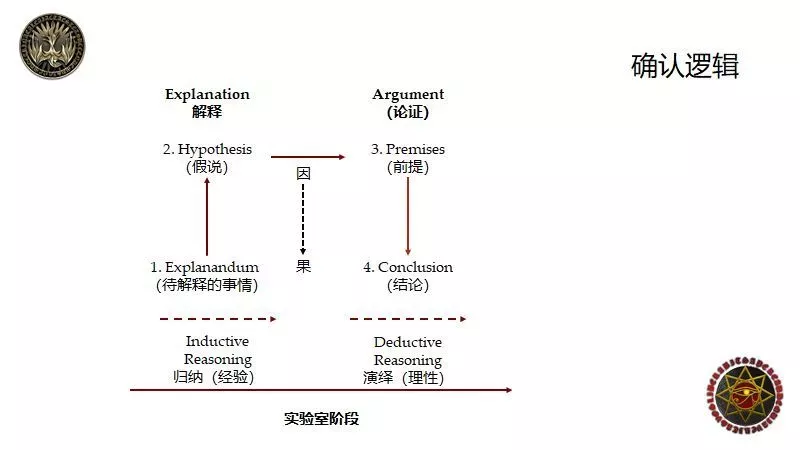 确认逻辑
Explanation
解释
Argument
(论证)
2. Hypothesis
(假说)
因
3. Premises
(前提)
1. Explanandum
(待解释的事情)
果
4. Conclusion
(结论)
Inductive
Reasoning
归纳（经验）
Deductive
Reasoning
演绎（理性）
实验室阶段